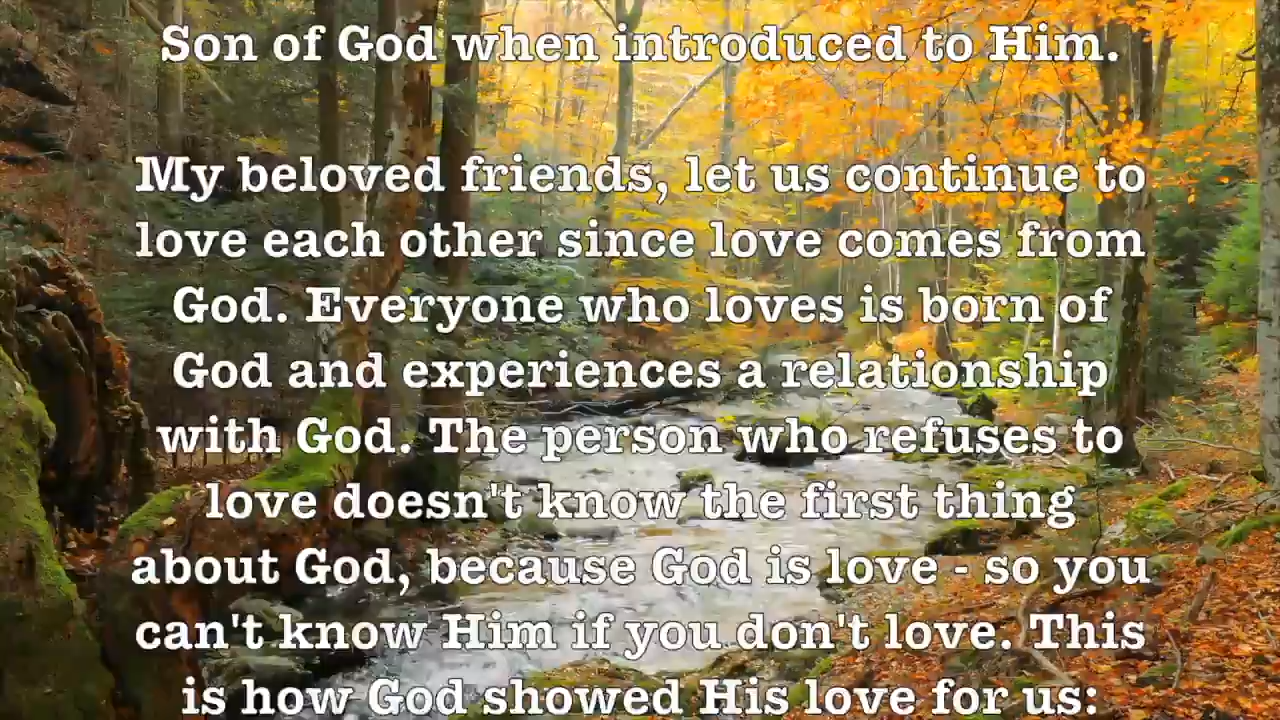 Son of God when introduced to Him.
My beloved friends, let us continue to
love each other since love comes from
God. Everyone who loves is born of
God and experiences a relationship
with God. The person who refuses to
love doesn't know the first thing
about God, because God is love - so you
can't know Him if you don't love. This
is how God showed His love for us: